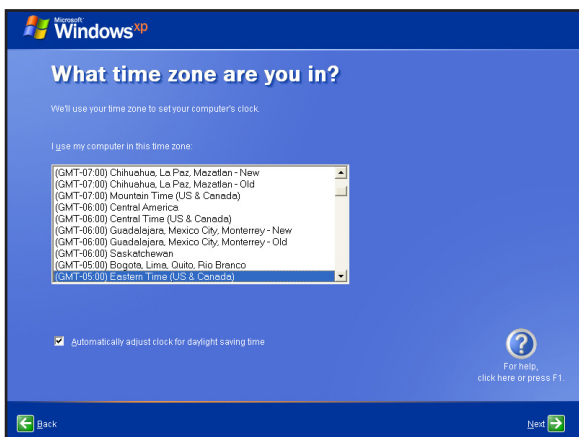 Microsoft
Windows xp
What time zone are you in?
We'll use your time zone to set your computer's clock.
I use my computer in this time zone:
(GMT-07:00) Chihuahua, La Paz, Mazatlan - New
(GMT-07:00) Chihuahua, La Paz, Mazatlan - Old
(GMT-07:00) Mountain Time (US & Canada)
(GMT-06:00) Central America
(GMT-06:00) Central Time (US & Canada)
(GMT-06:00) Guadalajara, Mexico City, Monterrey - New
(GMT-06:00) Guadalajara, Mexico City, Monterrey - Old
(GMT-06:00) Saskatchewan
(GMT-05:00) Bogota, Lima, Quito, Rio Branco
(GMT-05:00) Eastern Time (US & Canada)
Automatically adjust clock for daylight saving time
?
For help,
click here or press F1.
Back
Next